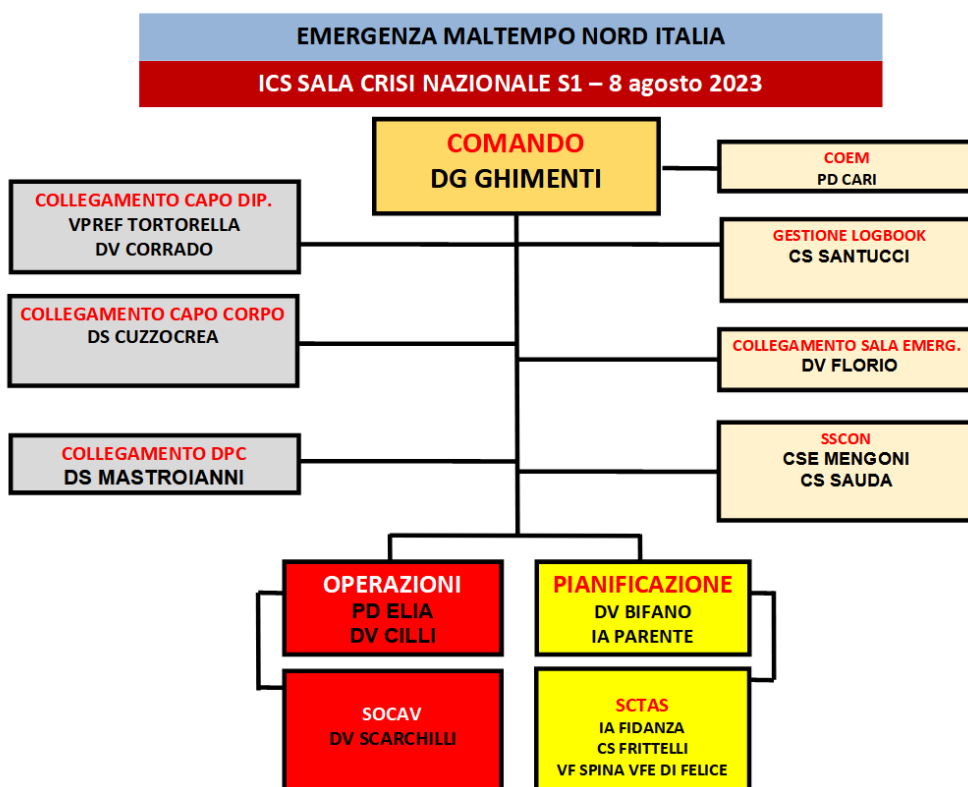 EMERGENZA MALTEMPO NORD ITALIA
ICS SALA CRISI NAZIONALE S1 – 8 agosto 2023
COMANDO
DG GHIMENTI
COEM
PD CARI
COLLEGAMENTO CAPO DIP.
VPREF TORTORELLA
DV CORRADO
GESTIONE LOGBOOK
CS SANTUCCI
COLLEGAMENTO CAPO CORPO
DS CUZZOCREA
COLLEGAMENTO SALA EMERG.
DV FLORIO
COLLEGAMENTO DPC
DS MASTROIANNI
SSCON
CSE MENGONI
CS SAUDA
OPERAZIONI
PD ELIA
DV CILLI
PIANIFICAZIONE
DV BIFANO
IA PARENTE
SOCAV
DV SCARCHILLI
SCTAS
IA FIDANZA
CS FRITTELLI
VF SPINA VFE DI FELICE